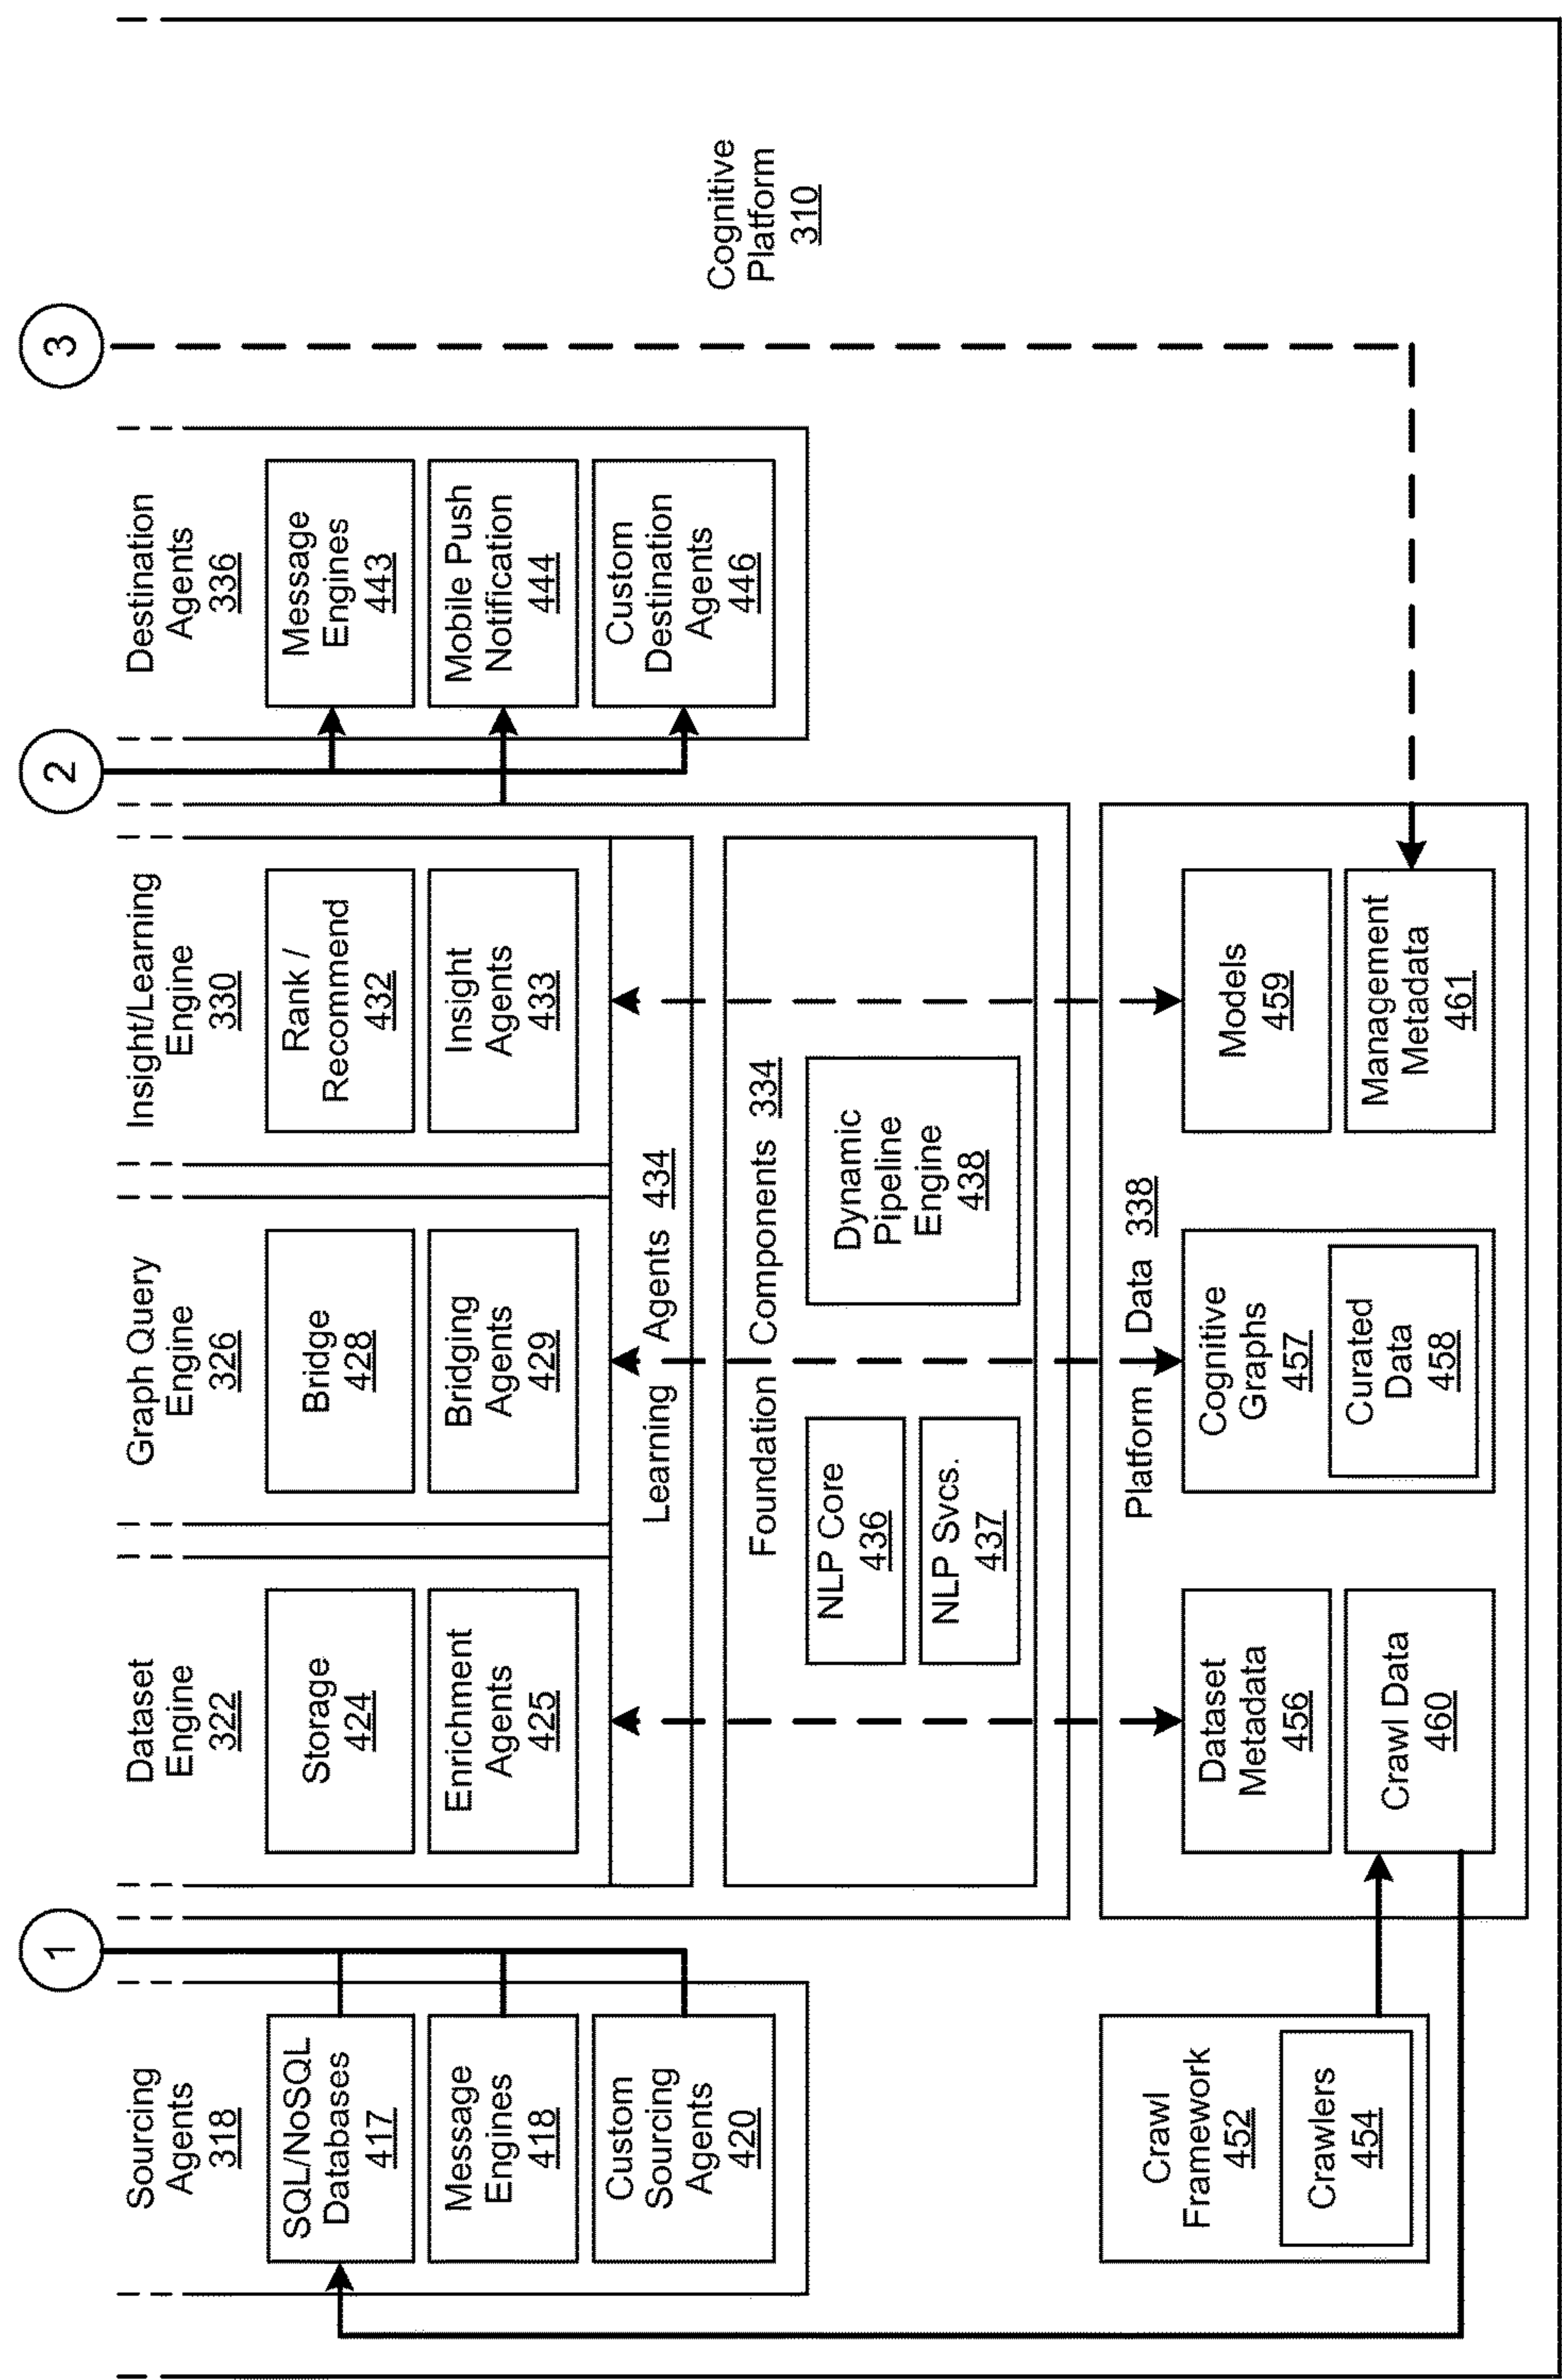 1
2
3
Sourcing
Agents
318
SQL/NoSQL
Databases
417
Message
Engines
418
Custom
Sourcing
Agents
420
Dataset
Engine
322
Storage
424
Enrichment
Agents
425
Graph Query
Engine
326
Bridge
428
Bridging
Agents
429
Insight/Learning
Engine
330
Rank /
Recommend
432
Insight
Agents
433
Learning Agents 434
Foundation Components 334
NLP Core
436
NLP Svcs.
437
Dynamic
Pipeline
Engine
438
Destination
Agents
336
Message
Engines
443
Mobile Push
Notification
444
Custom
Destination
Agents
446
Cognitive
Platform
310
Crawl
Framework
452
Crawlers
454
Platform Data 338
Dataset
Metadata
456
Crawl Data
460
Cognitive
Graphs
457
Curated
Data
458
Models
459
Management
Metadata
461